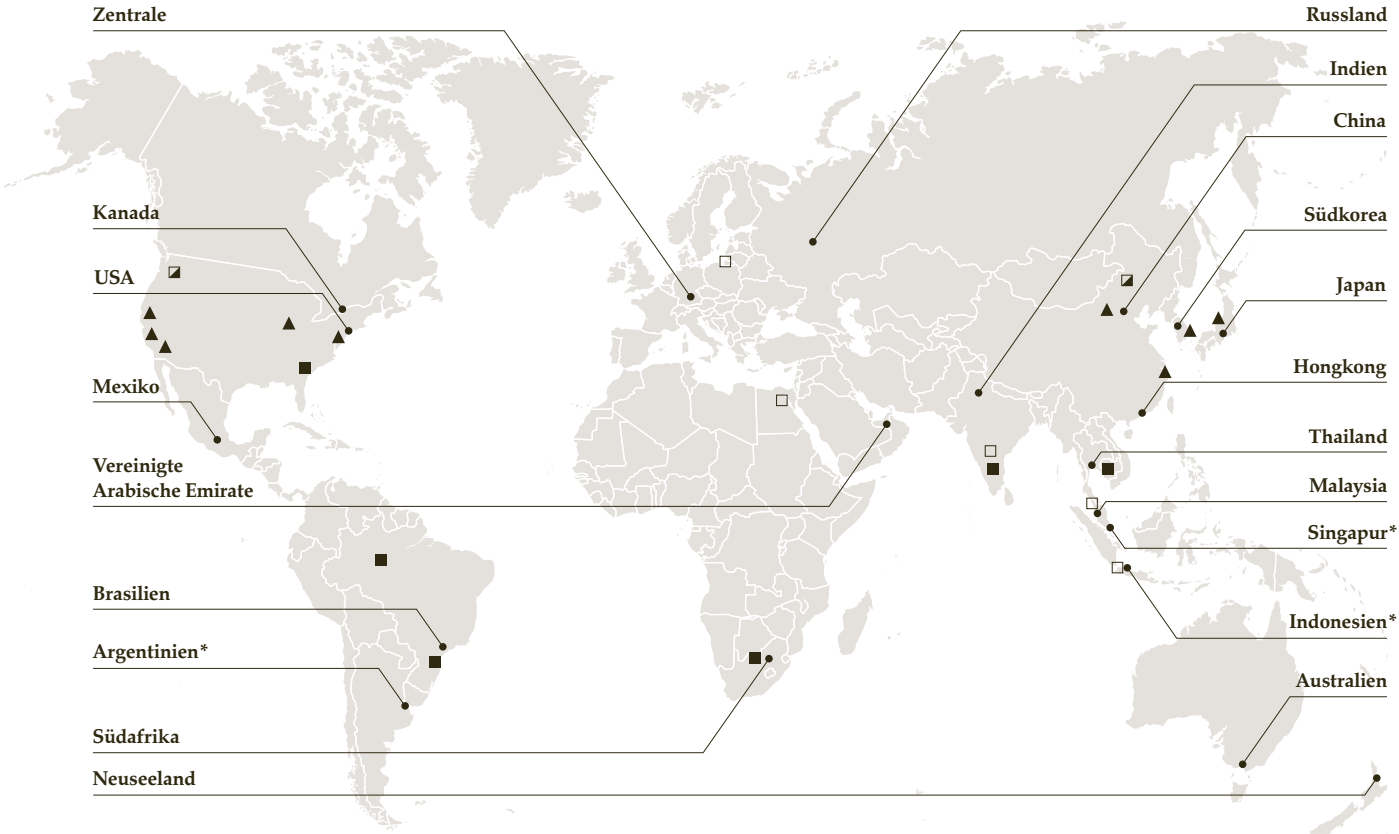 Zentrale
Kanada
USA
Mexiko
Vereinigte
Arabische Emirate
Brasilien
Argentinien*
Südafrika
Neuseeland
Russland
Indien
China
Südkorea
Japan
Hongkong
Thailand
Malaysia
Singapur*
Indonesien*
Australien